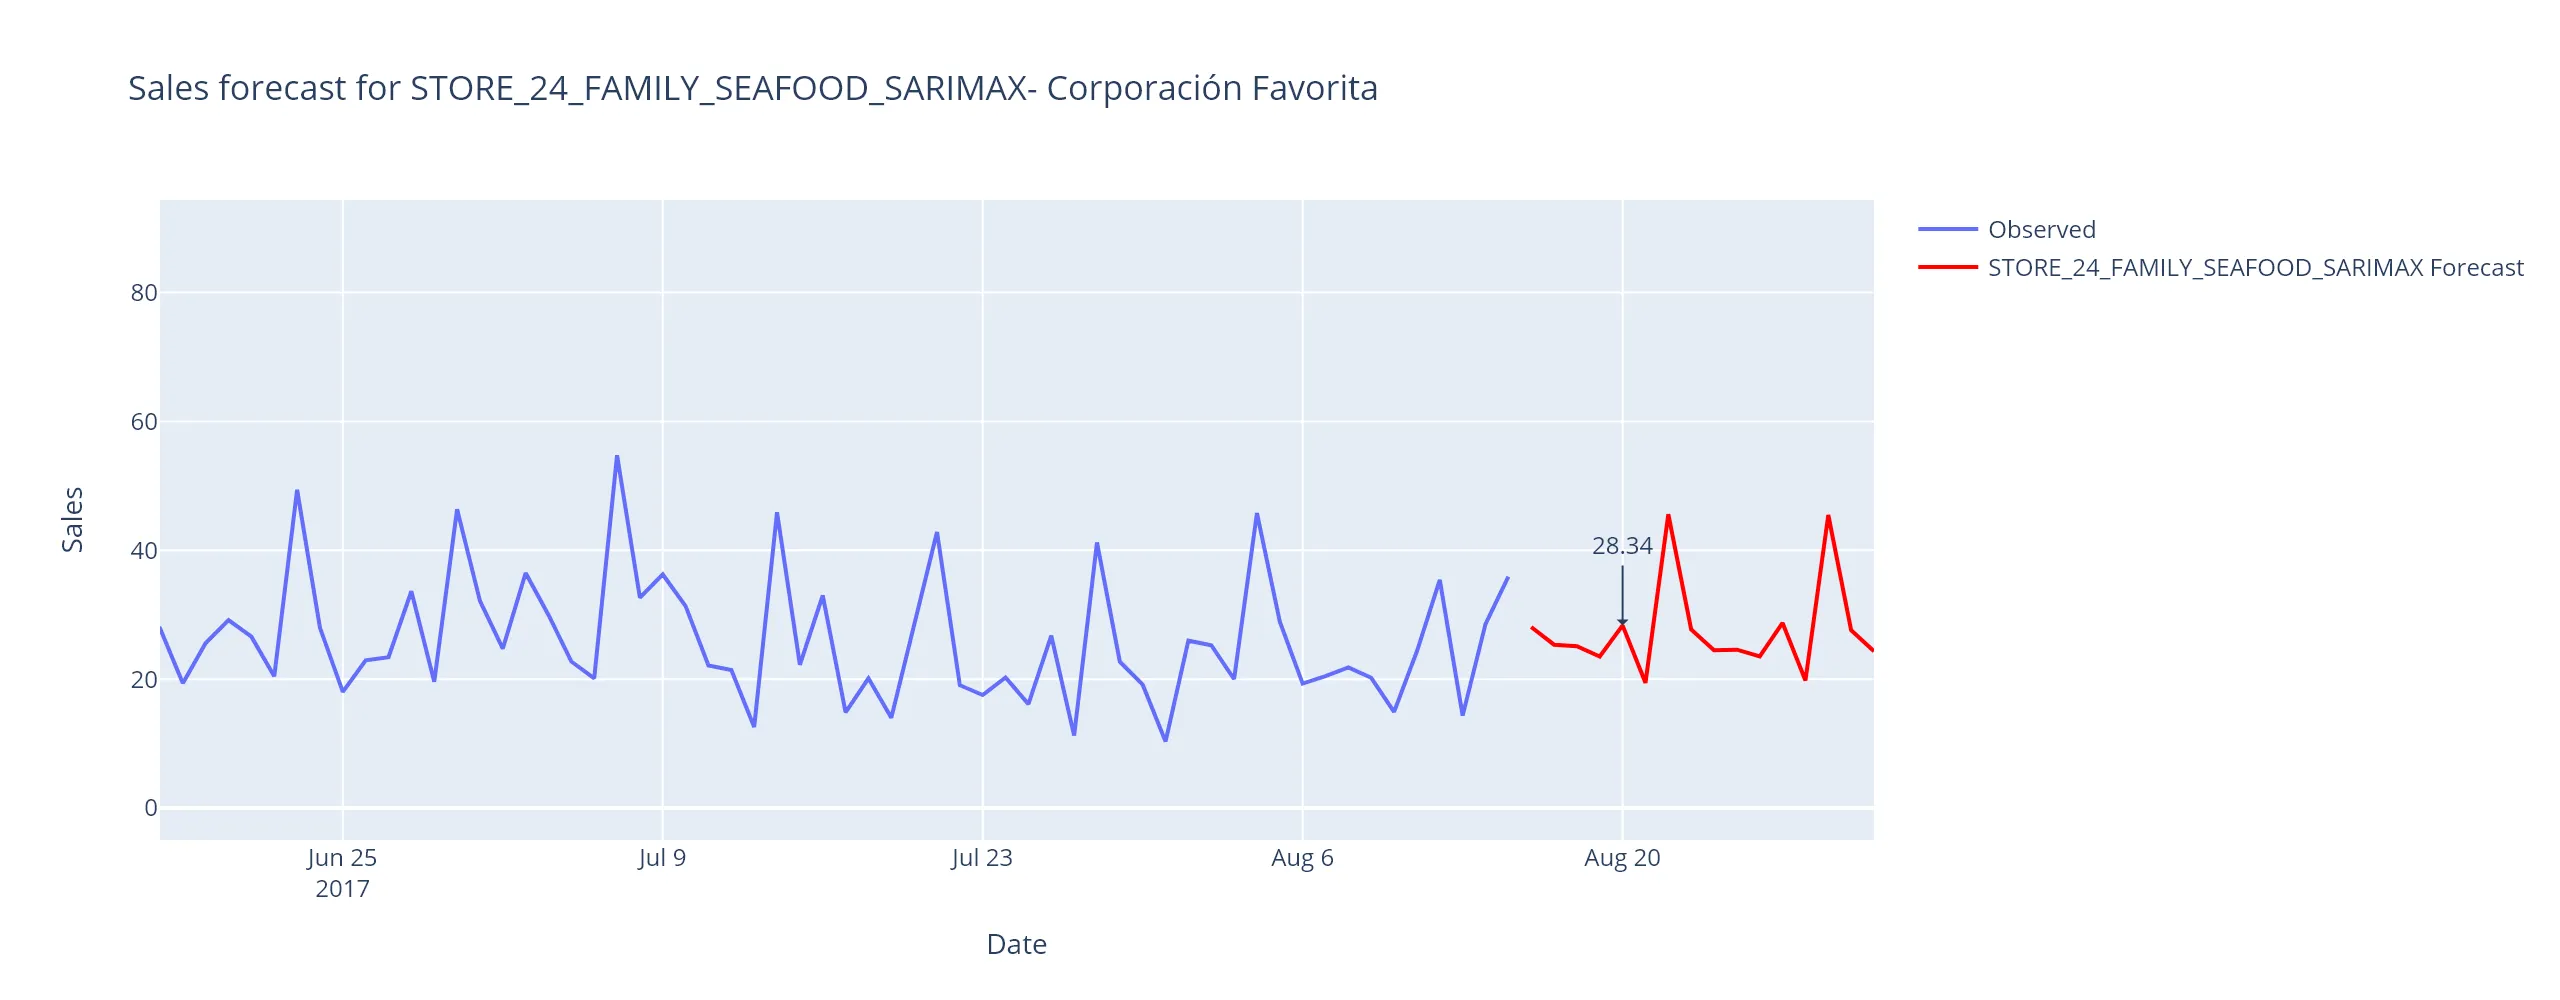 Sales forecast for STORE_24_FAMILY_SEAFOOD_SARIMAX- Corporación Favorita
Observed
STORE_24_FAMILY_SEAFOOD_SARIMAX Forecast
80
60
40
20
0
Sales
28.34
Jun 25
2017
Jul 9
Jul 23
Aug 6
Aug 20
Date